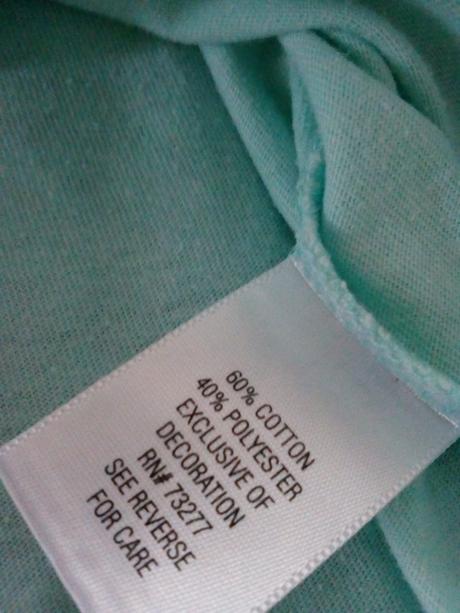 60% COTTON
40% POLYESTER
EXCLUSIVE OF
DECORATION
RN# 73277
SEE REVERSE
FOR CARE